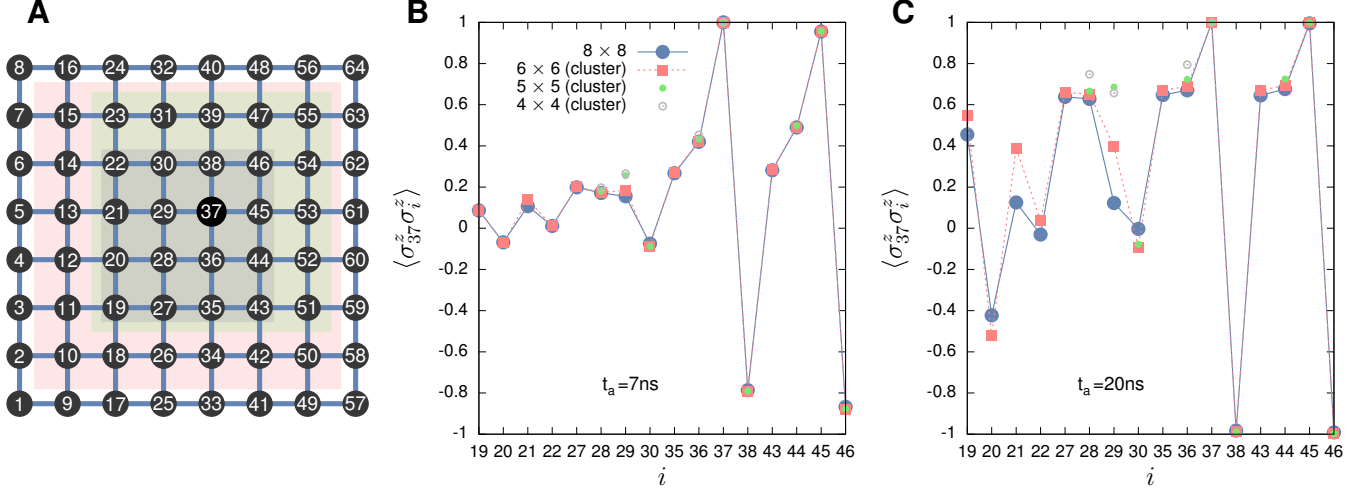 A
8 16 24 32 40 48 56 64
7 15 23 31 39 47 55 63
6 14 22 30 38 46 54 62
5 13 21 29 37 45 53 61
4 12 20 28 36 44 52 60
3 11 19 27 35 43 51 59
2 10 18 26 34 42 50 58
1 9 17 25 33 41 49 57
B
1
0.8
0.6
0.4
0.2
0
-0.2
-0.4
-0.6
-0.8
-1
⟨σ^z_37 σ^z_i⟩
8 × 8
6 × 6 (cluster)
5 × 5 (cluster)
4 × 4 (cluster)
t_a=7ns
19 20 21 22 27 28 29 30 35 36 37 38 43 44 45 46
i
C
1
0.8
0.6
0.4
0.2
0
-0.2
-0.4
-0.6
-0.8
-1
⟨σ^z_37 σ^z_i⟩
t_a=20ns
19 20 21 22 27 28 29 30 35 36 37 38 43 44 45 46
i